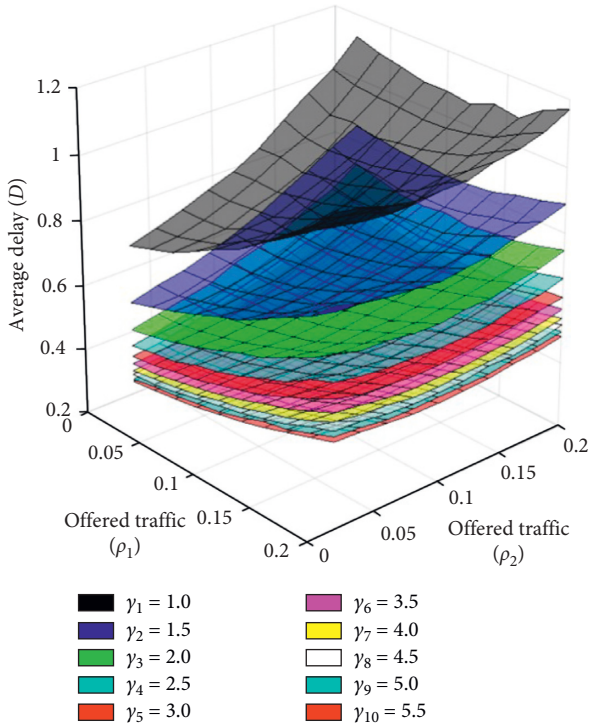 1.2
1
0.8
0.6
0.4
0.2
Average delay (D)
0
0.05
0.1
0.15
0.2
Offered traffic
(ρ₁)
0
0.05
0.1
0.15
0.2
Offered traffic
(ρ₂)
γ₁ = 1.0
γ₂ = 1.5
γ₃ = 2.0
γ₄ = 2.5
γ₅ = 3.0
γ₆ = 3.5
γ₇ = 4.0
γ₈ = 4.5
γ₉ = 5.0
γ₁₀ = 5.5